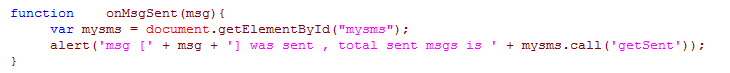 function    onMsgSent(msg){
     var mysms = document.getElementById("mysms");
     alert('msg [' + msg + '] was sent , total sent msgs is ' + mysms.call('getSent'));
}